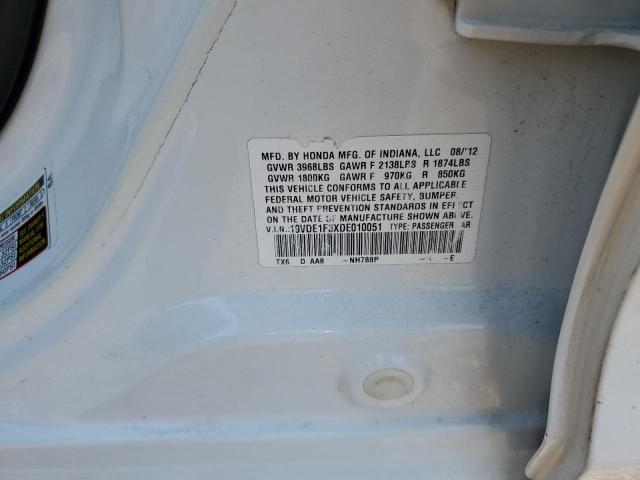 MFD. BY HONDA MFG. OF INDIANA, LLC 08/'12
GVWR 3968LBS GAWR F 2138LBS R 1874LBS
GVWR 1800KG GAWR F 970KG R 850KG
THIS VEHICLE CONFORMS TO ALL APPLICABLE
FEDERAL MOTOR VEHICLE SAFETY, BUMPER,
AND THEFT PREVENTION STANDARDS IN EFFECT
ON THE DATE OF MANUFACTURE SHOWN ABOVE.
V.I.N.:19VDE1F3XDE010051 TYPE: PASSENGER AR
TX6 D AA8 -NH788P - -E